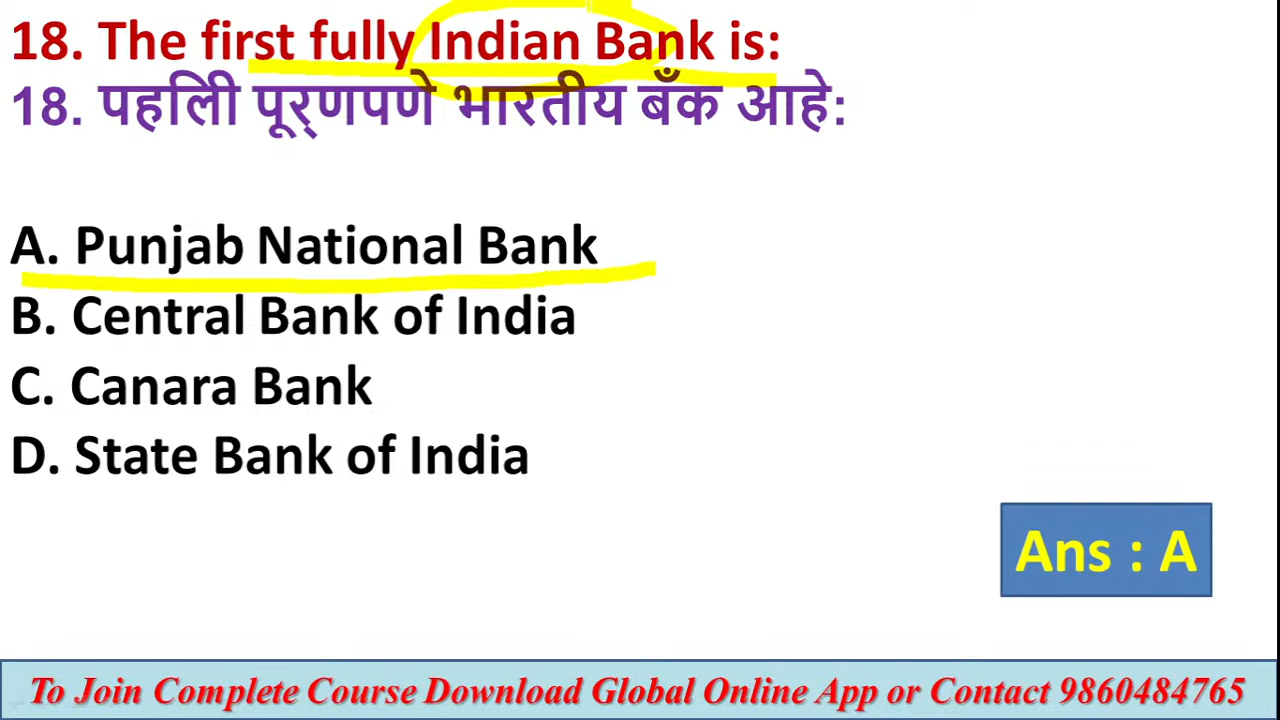 18. The first fully Indian Bank is:
18. पहिली पूर्णपणे भारतीय बँक आहे:
A. Punjab National Bank
B. Central Bank of India
C. Canara Bank
D. State Bank of India
Ans : A
To Join Complete Course Download Global Online App or Contact 9860484765